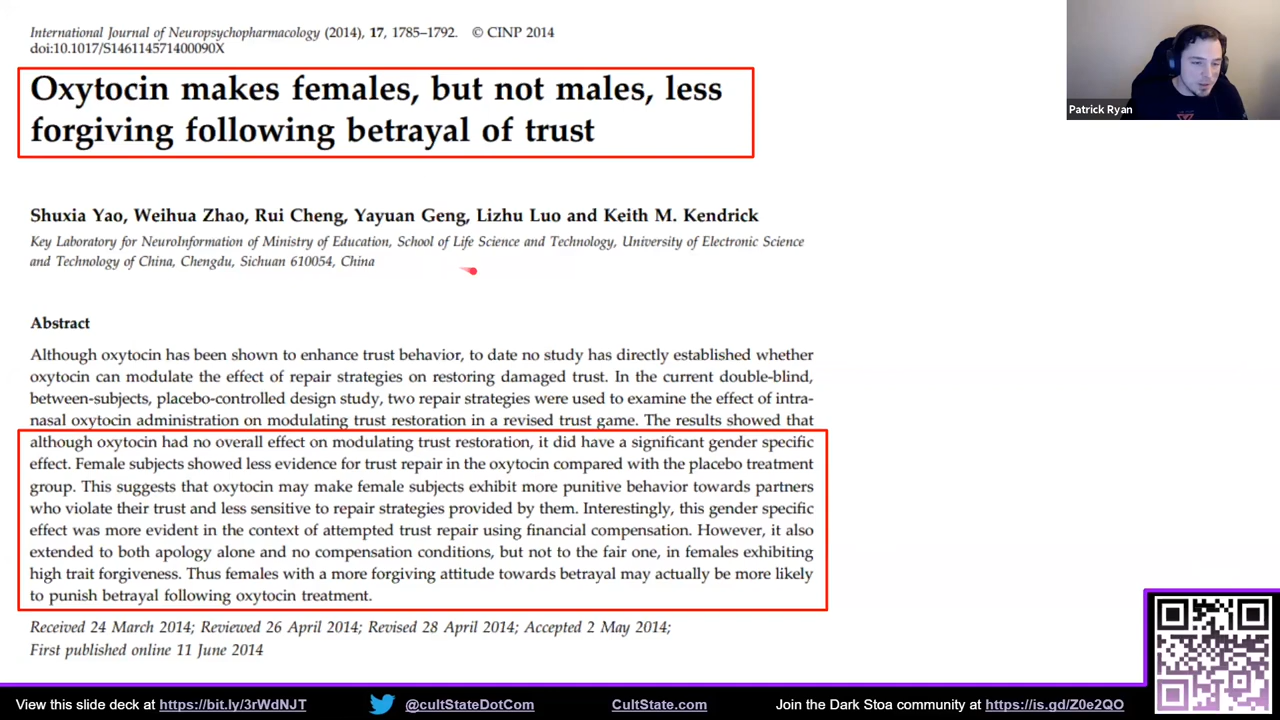 International Journal of Neuropsychopharmacology (2014), 17, 1785–1792. © CINP 2014
doi:10.1017/S146114571400090X
Oxytocin makes females, but not males, less
forgiving following betrayal of trust
Patrick Ryan
Shuxia Yao, Weihua Zhao, Rui Cheng, Yayuan Geng, Lizhu Luo and Keith M. Kendrick
Key Laboratory for NeuroInformation of Ministry of Education, School of Life Science and Technology, University of Electronic Science
and Technology of China, Chengdu, Sichuan 610054, China
Abstract
Although oxytocin has been shown to enhance trust behavior, to date no study has directly established whether
oxytocin can modulate the effect of repair strategies on restoring damaged trust. In the current double-blind,
between-subjects, placebo-controlled design study, two repair strategies were used to examine the effect of intra-
nasal oxytocin administration on modulating trust restoration in a revised trust game. The results showed that
although oxytocin had no overall effect on modulating trust restoration, it did have a significant gender specific
effect. Female subjects showed less evidence for trust repair in the oxytocin compared with the placebo treatment
group. This suggests that oxytocin may make female subjects exhibit more punitive behavior towards partners
who violate their trust and less sensitive to repair strategies provided by them. Interestingly, this gender specific
effect was more evident in the context of attempted trust repair using financial compensation. However, it also
extended to both apology alone and no compensation conditions, but not to the fair one, in females exhibiting
high trait forgiveness. Thus females with a more forgiving attitude towards betrayal may actually be more likely
to punish betrayal following oxytocin treatment.
Received 24 March 2014; Reviewed 26 April 2014; Revised 28 April 2014; Accepted 2 May 2014;
First published online 11 June 2014
View this slide deck at https://bit.ly/3rWdNJT
@cultStateDotCom
CultState.com
Join the Dark Stoa community at https://is.gd/Z0e2QO